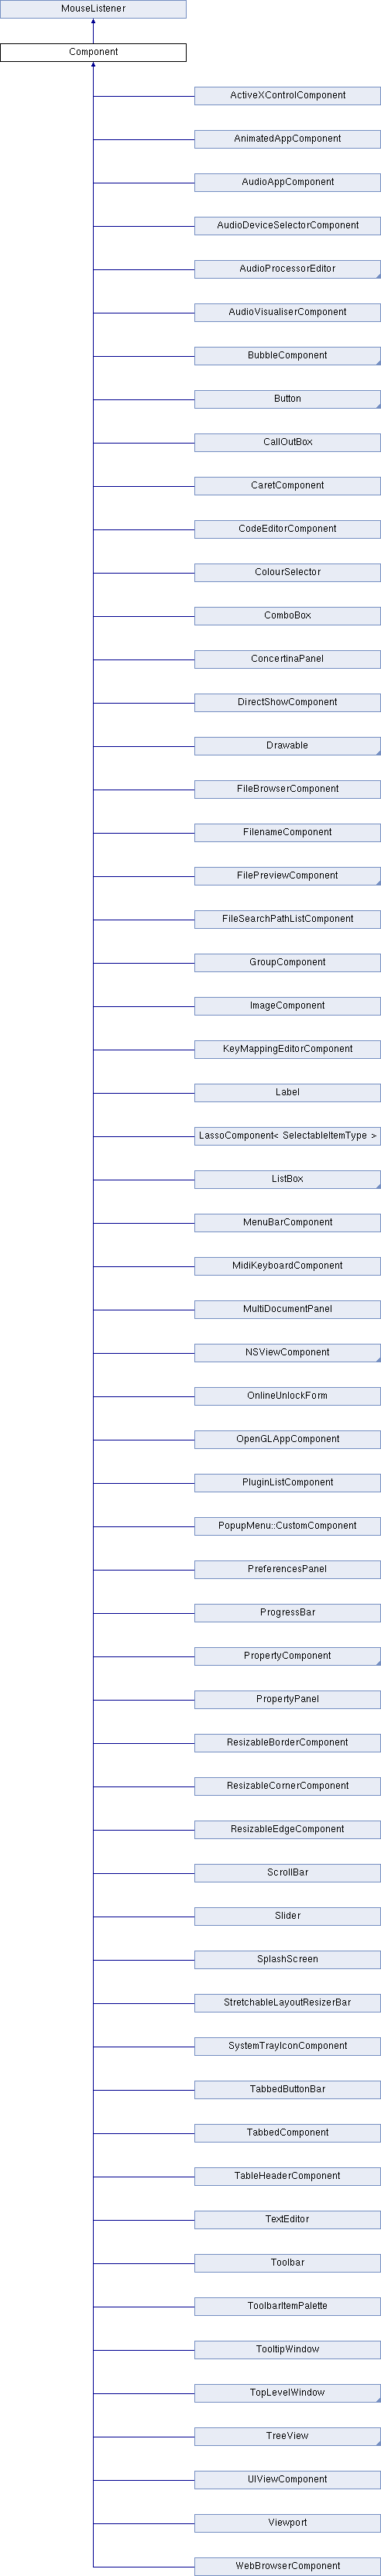 MouseListener
Component
ActiveXControlComponent
AnimatedAppComponent
AudioAppComponent
AudioDeviceSelectorComponent
AudioProcessorEditor
AudioVisualiserComponent
BubbleComponent
Button
CallOutBox
CaretComponent
CodeEditorComponent
ColourSelector
ComboBox
ConcertinaPanel
DirectShowComponent
Drawable
FileBrowserComponent
FilenameComponent
FilePreviewComponent
FileSearchPathListComponent
GroupComponent
ImageComponent
KeyMappingEditorComponent
Label
LassoComponent< SelectableItemType >
ListBox
MenuBarComponent
MidiKeyboardComponent
MultiDocumentPanel
NSViewComponent
OnlineUnlockForm
OpenGLAppComponent
PluginListComponent
PopupMenu::CustomComponent
PreferencesPanel
ProgressBar
PropertyComponent
PropertyPanel
ResizableBorderComponent
ResizableCornerComponent
ResizableEdgeComponent
ScrollBar
Slider
SplashScreen
StretchableLayoutResizerBar
SystemTrayIconComponent
TabbedButtonBar
TabbedComponent
TableHeaderComponent
TextEditor
Toolbar
ToolbarItemPalette
TooltipWindow
TopLevelWindow
TreeView
UIViewComponent
Viewport
WebBrowserComponent